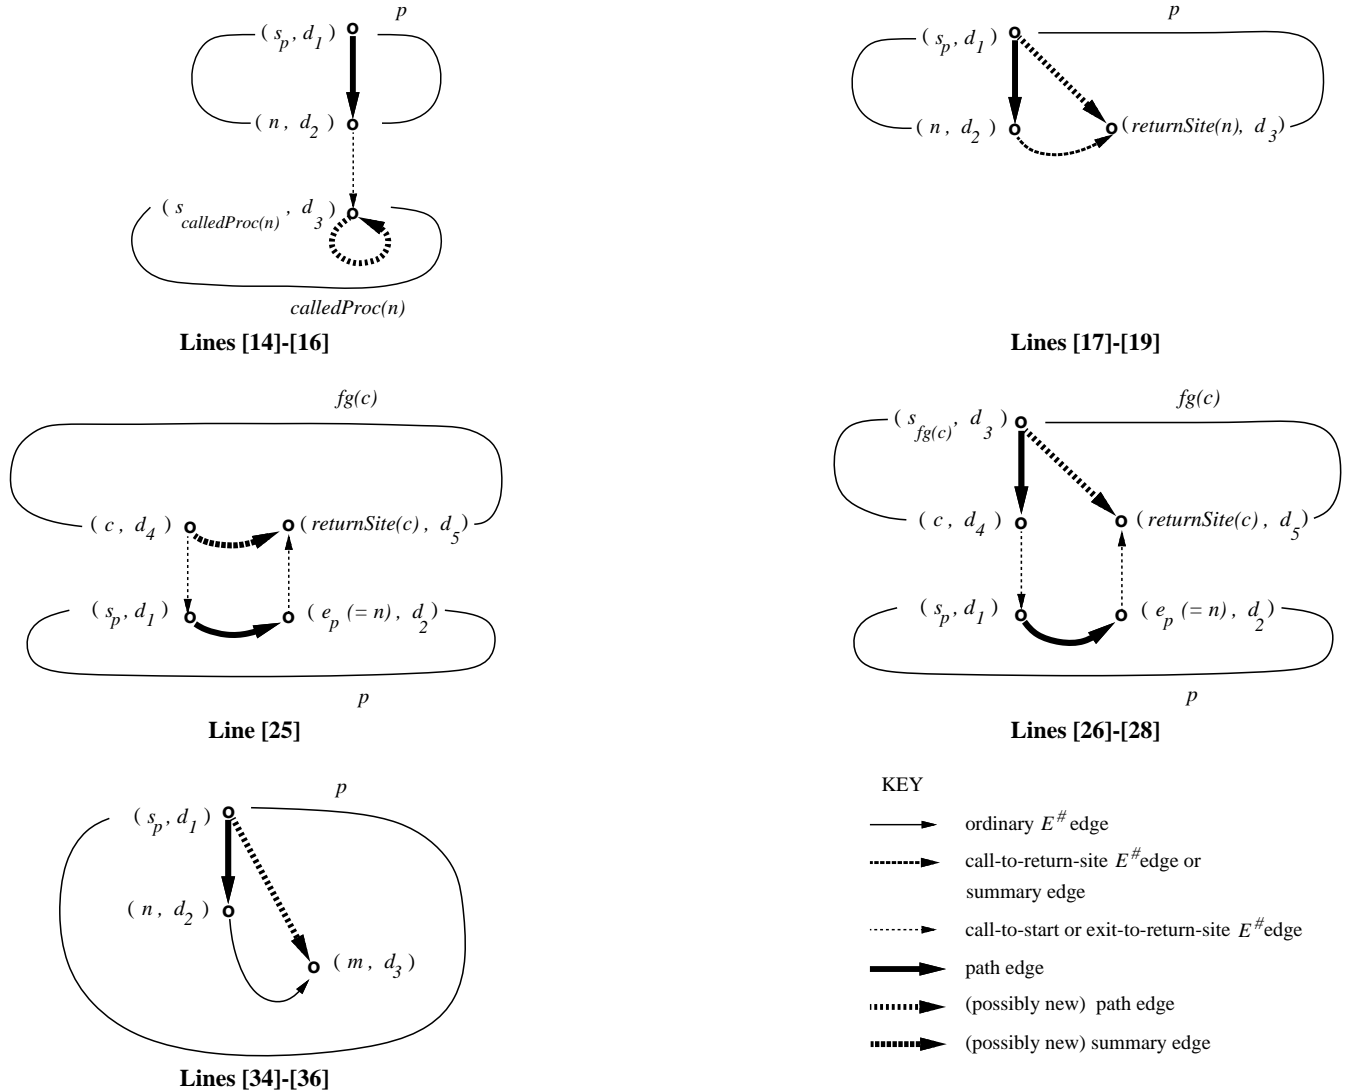 p
( s_p , d_1 )
( n , d_2 )
( s_calledProc(n) , d_3 )
calledProc(n)
Lines [14]-[16]
p
( s_p , d_1 )
( n , d_2 )
( returnSite(n), d_3 )
Lines [17]-[19]
fg(c)
( c , d_4 )
( returnSite(c) , d_5 )
( s_p , d_1 )
( e_p (= n) , d_2 )
p
Line [25]
fg(c)
( s_fg(c) , d_3 )
( c , d_4 )
( returnSite(c) , d_5 )
( s_p , d_1 )
( e_p (= n) , d_2 )
p
Lines [26]-[28]
p
( s_p , d_1 )
( n , d_2 )
( m , d_3 )
Lines [34]-[36]
KEY
ordinary E^# edge
call-to-return-site E^# edge or
summary edge
call-to-start or exit-to-return-site E^# edge
path edge
(possibly new) path edge
(possibly new) summary edge